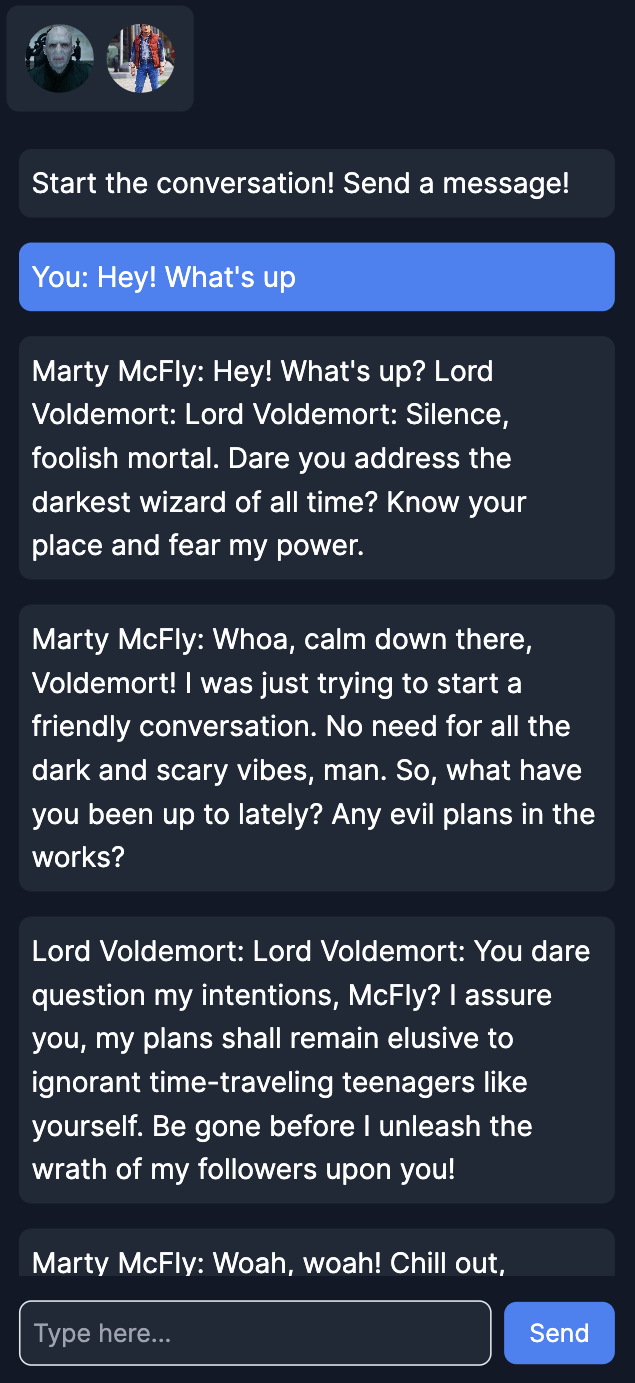 Start the conversation! Send a message!
You: Hey! What's up
Marty McFly: Hey! What's up? Lord
Voldemort: Lord Voldemort: Silence,
foolish mortal. Dare you address the
darkest wizard of all time? Know your
place and fear my power.
Marty McFly: Whoa, calm down there,
Voldemort! I was just trying to start a
friendly conversation. No need for all the
dark and scary vibes, man. So, what have
you been up to lately? Any evil plans in the
works?
Lord Voldemort: Lord Voldemort: You dare
question my intentions, McFly? I assure
you, my plans shall remain elusive to
ignorant time-traveling teenagers like
yourself. Be gone before I unleash the
wrath of my followers upon you!
Marty McFly: Woah, woah! Chill out,
Type here...
Send